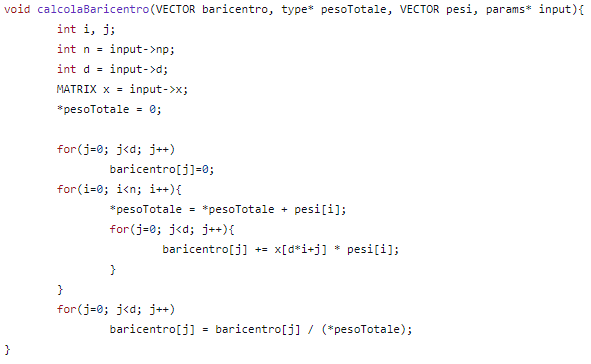 void calcolaBaricentro(VECTOR baricentro, type* pesoTotale, VECTOR pesi, params* input){
int i, j;
int n = input->np;
int d = input->d;
MATRIX x = input->x;
*pesoTotale = 0;
for(j=0; j<d; j++)
baricentro[j]=0;
for(i=0; i<n; i++){
*pesoTotale = *pesoTotale + pesi[i];
for(j=0; j<d; j++){
baricentro[j] += x[d*i+j] * pesi[i];
}
}
for(j=0; j<d; j++)
baricentro[j] = baricentro[j] / (*pesoTotale);
}